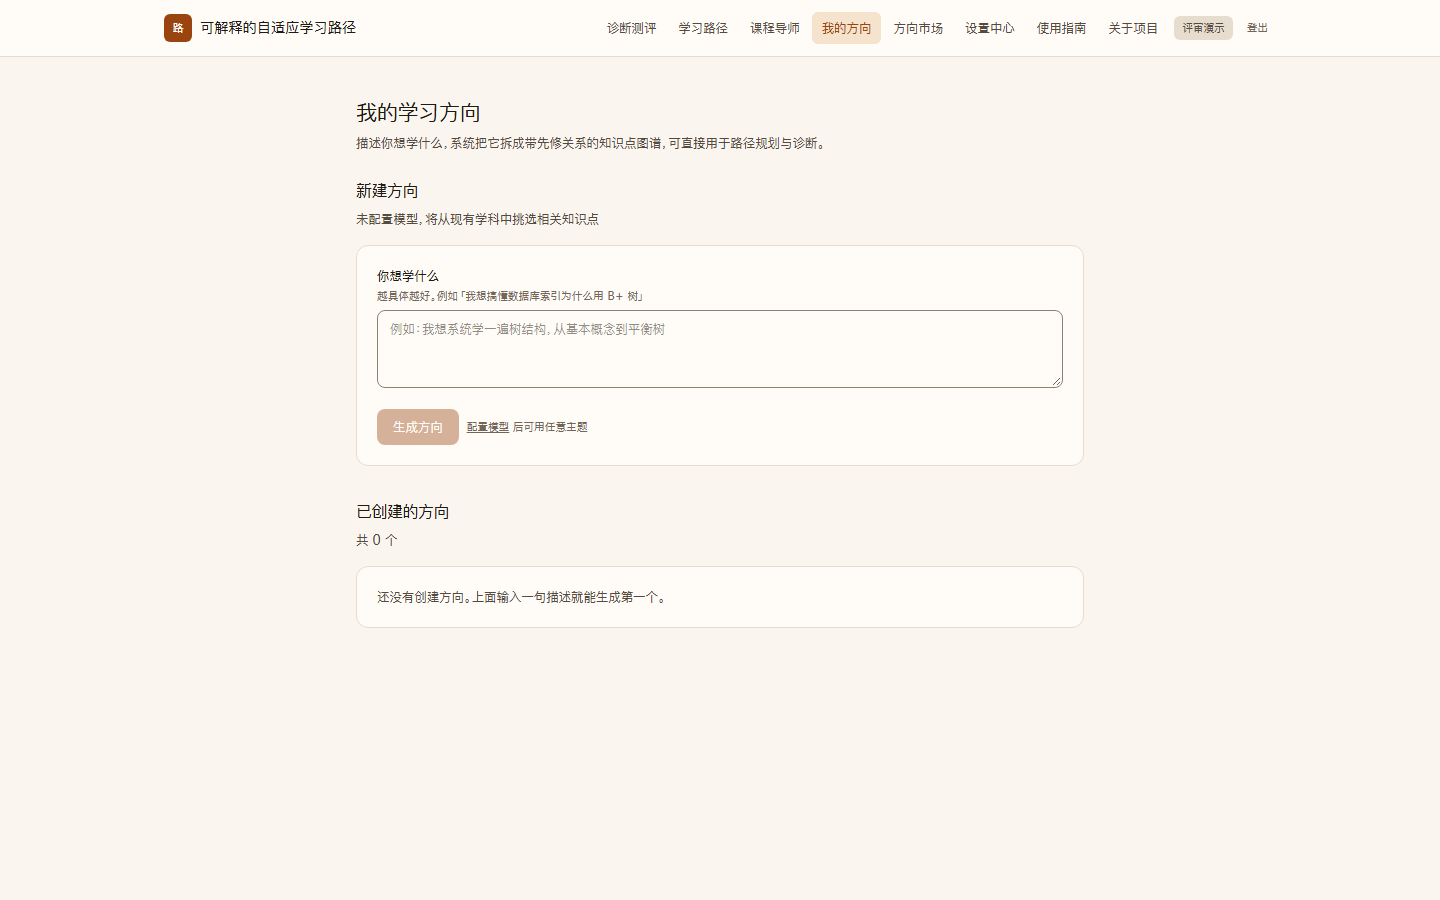 路 可解释的自适应学习路径 诊断测评 学习路径 课程导师 我的方向 方向市场 设置中心 使用指南 关于项目 评审演示 登出
我的学习方向
描述你想学什么，系统把它拆成带先修关系的知识点图谱，可直接用于路径规划与诊断。
新建方向
未配置模型，将从现有学科中挑选相关知识点
你想学什么
越具体越好。例如「我想搞懂数据库索引为什么用 B+ 树」
例如：我想系统学一遍树结构，从基本概念到平衡树
生成方向 配置模型 后可用任意主题
已创建的方向
共 0 个
还没有创建方向。上面输入一句描述就能生成第一个。